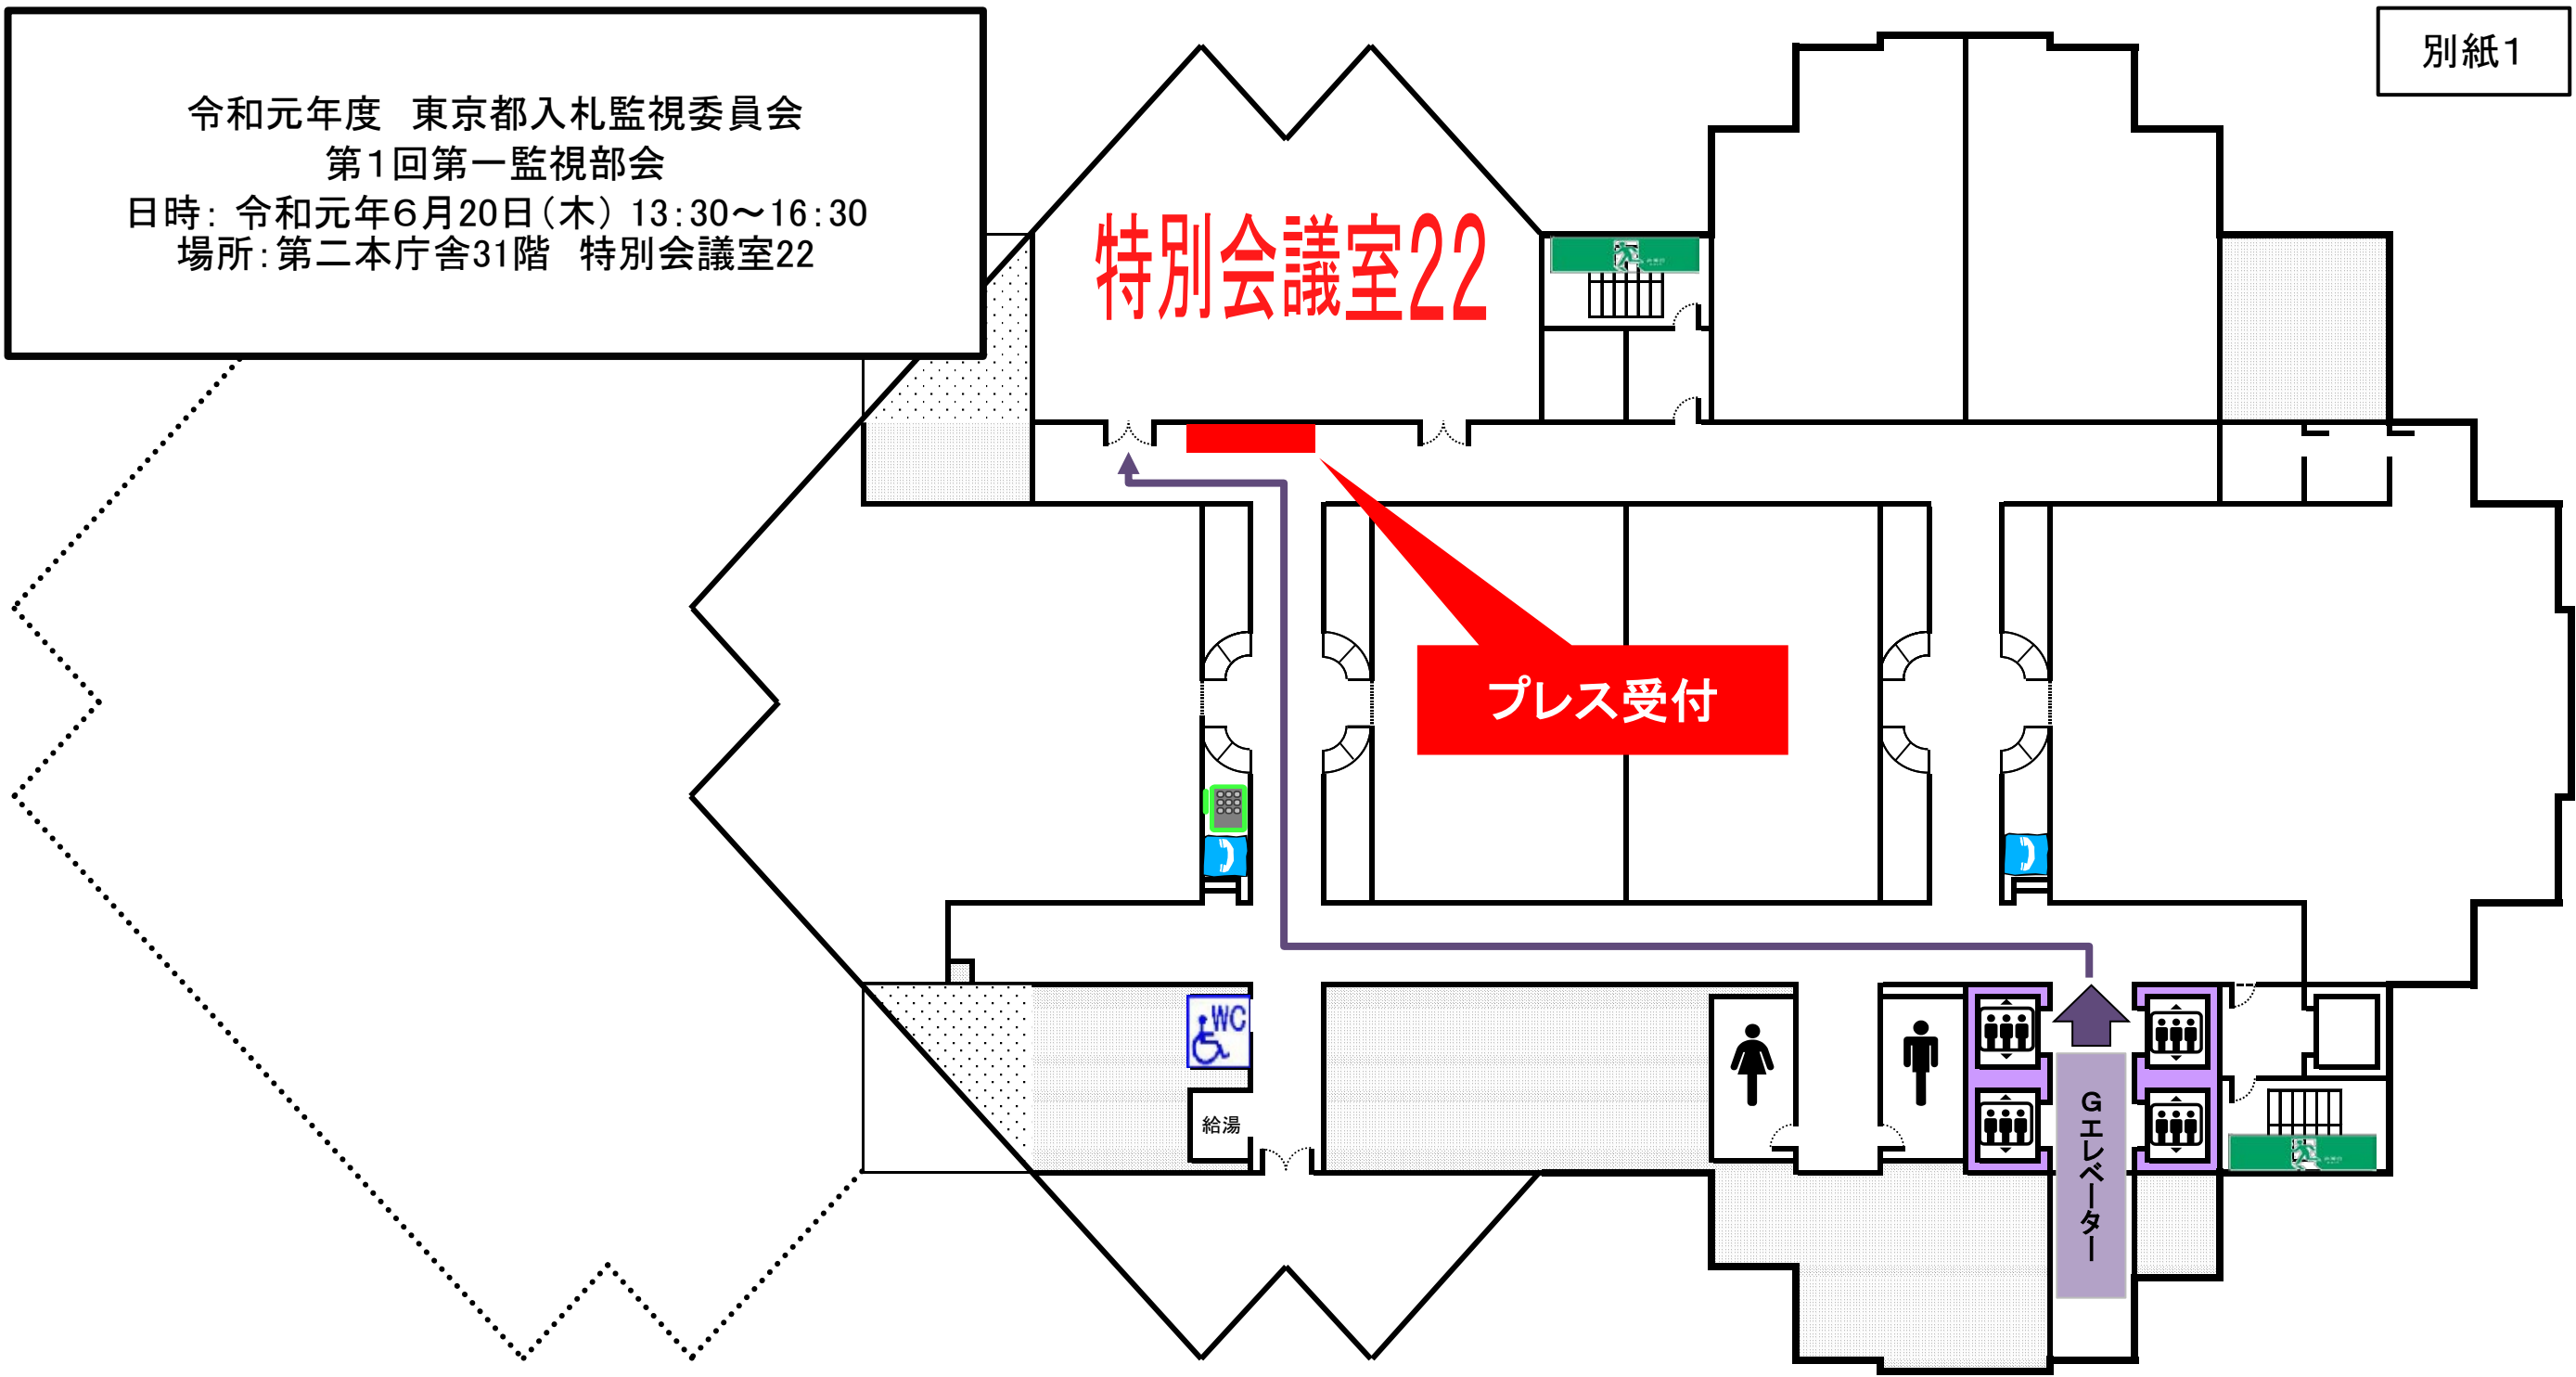 別紙1
令和元年度　東京都入札監視委員会
第1回第一監視部会
日時： 令和元年6月20日（木） 13：30～16：30
場所：第二本庁舎31階　特別会議室22
特別会議室22
プレス受付
WC
給湯
Gエレベーター